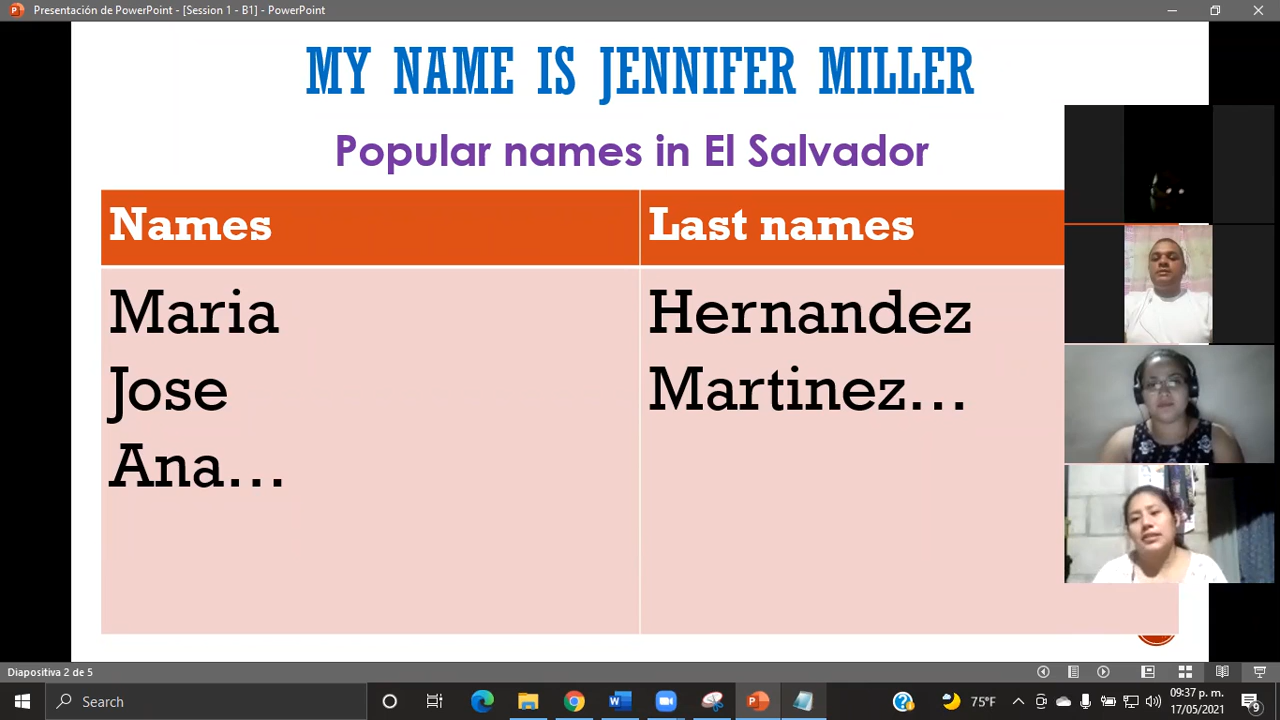 Presentación de PowerPoint - [Session 1 - B1] - PowerPoint
MY NAME IS JENNIFER MILLER
Popular names in El Salvador
Names
Last names
Maria
Jose
Ana...
Hernandez
Martinez...
Diapositiva 2 de 5
Search
75°F
09:37 p. m.
17/05/2021
9